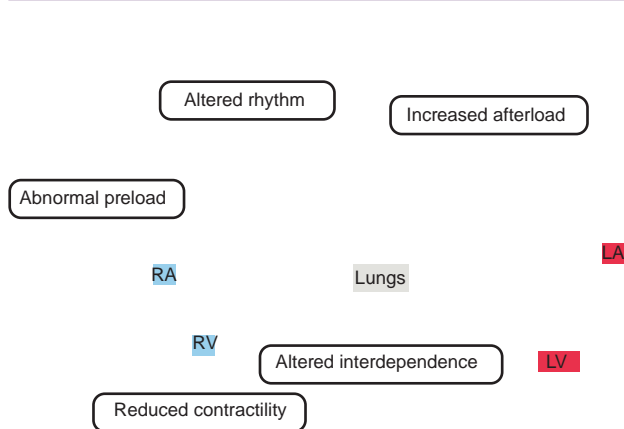 Altered rhythm
Increased afterload
Abnormal preload
LA
RA
Lungs
RV
Altered interdependence
LV
Reduced contractility